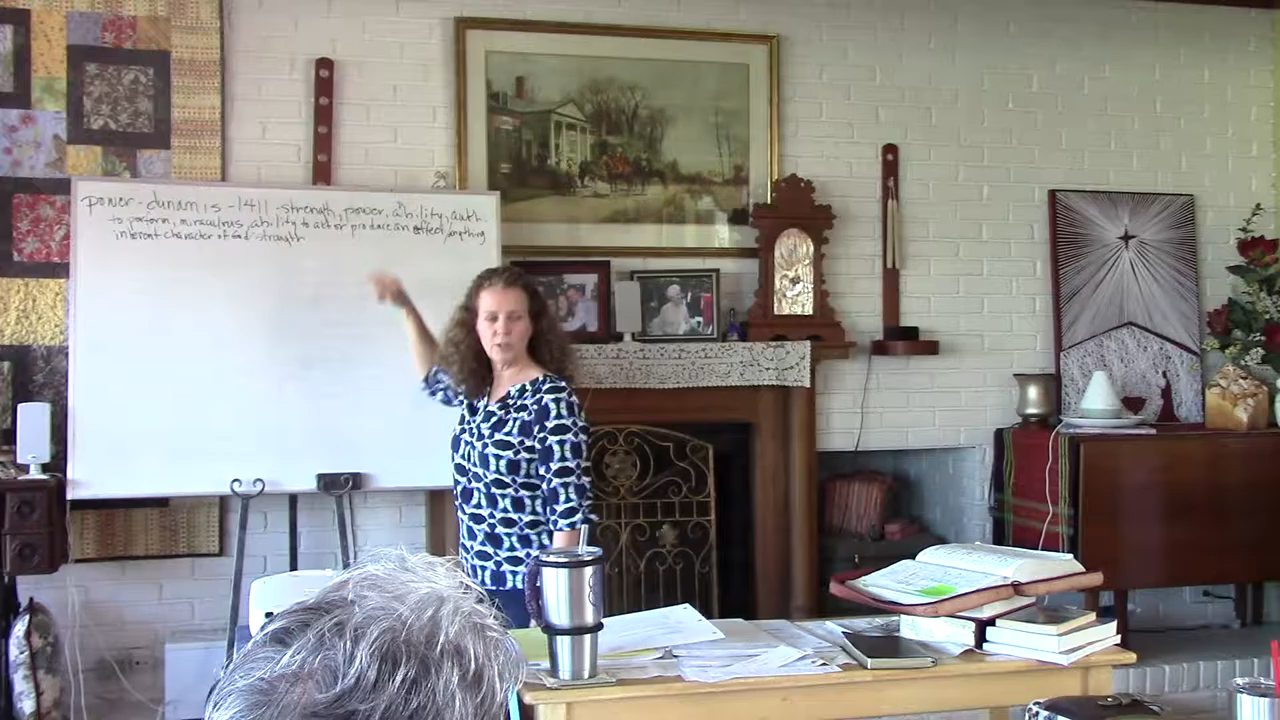 power - dunamis - 1411 - strength, power, ability, auth.
to perform, miraculous, ability to act or produce an effect, anything
inherent character of God strength